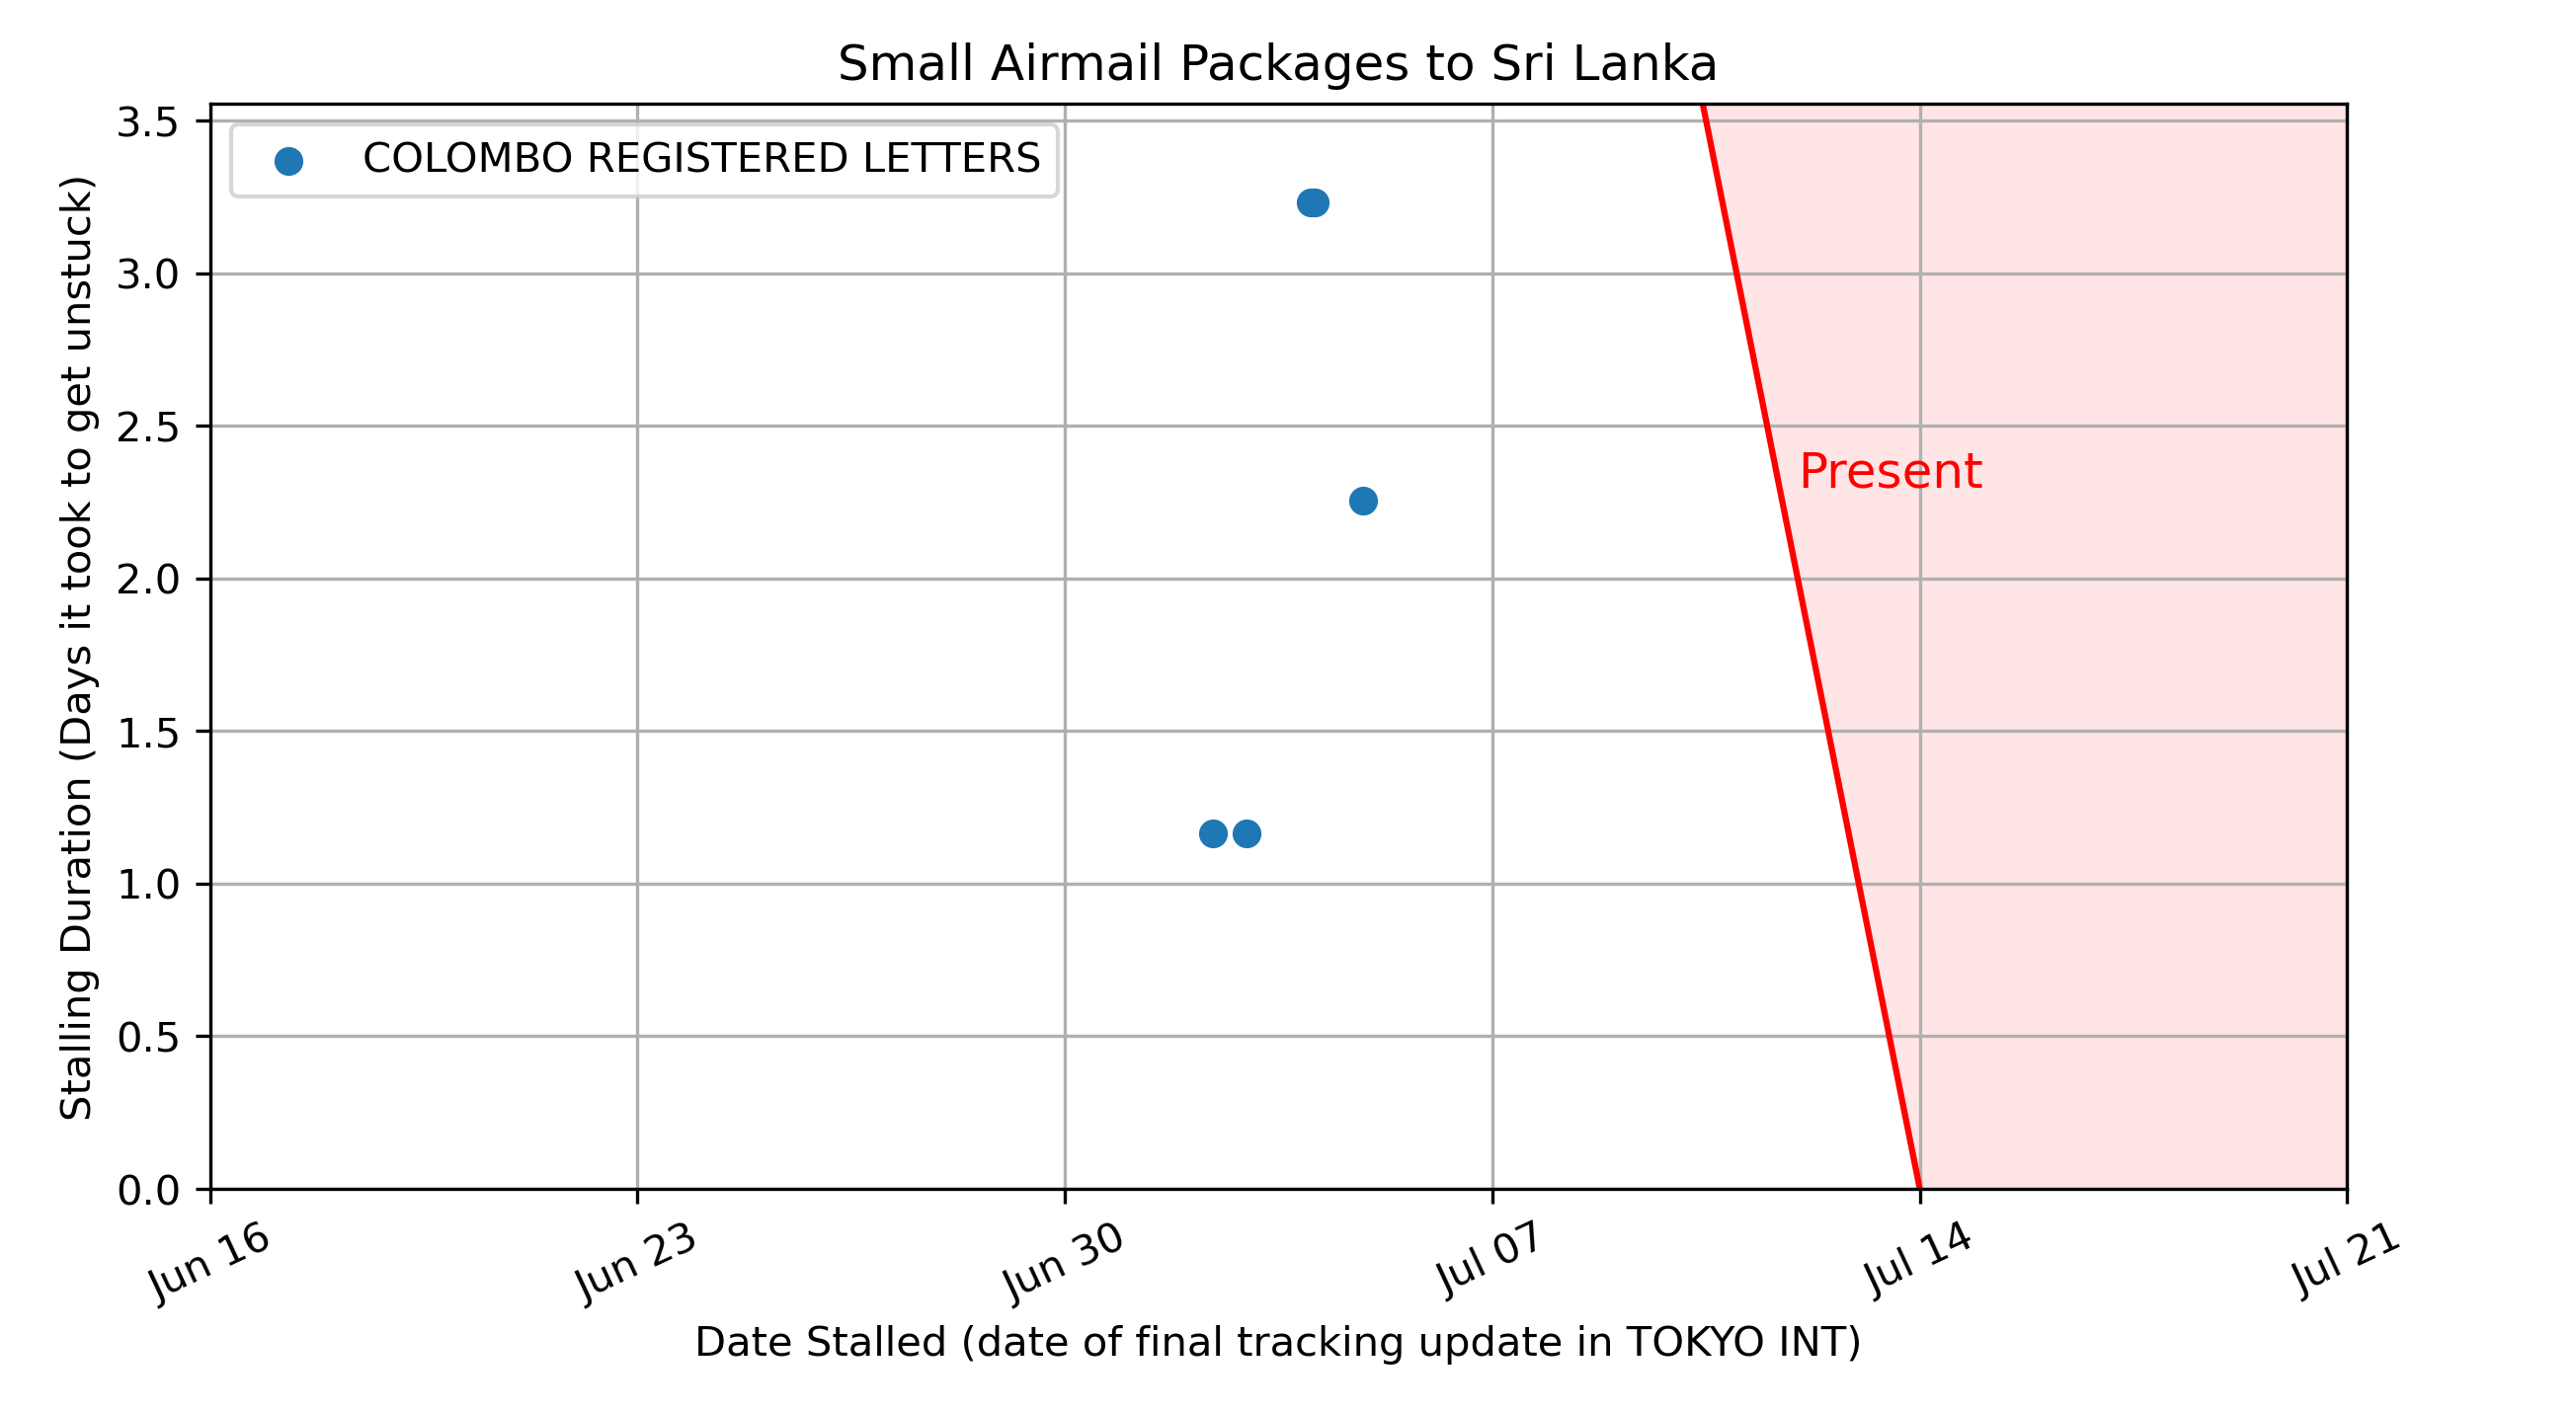 Small Airmail Packages to Sri Lanka
COLOMBO REGISTERED LETTERS
Stalling Duration (Days it took to get unstuck)
3.5
3.0
2.5
2.0
1.5
1.0
0.5
0.0
Present
Jun 16
Jun 23
Jun 30
Jul 07
Jul 14
Jul 21
Date Stalled (date of final tracking update in TOKYO INT)